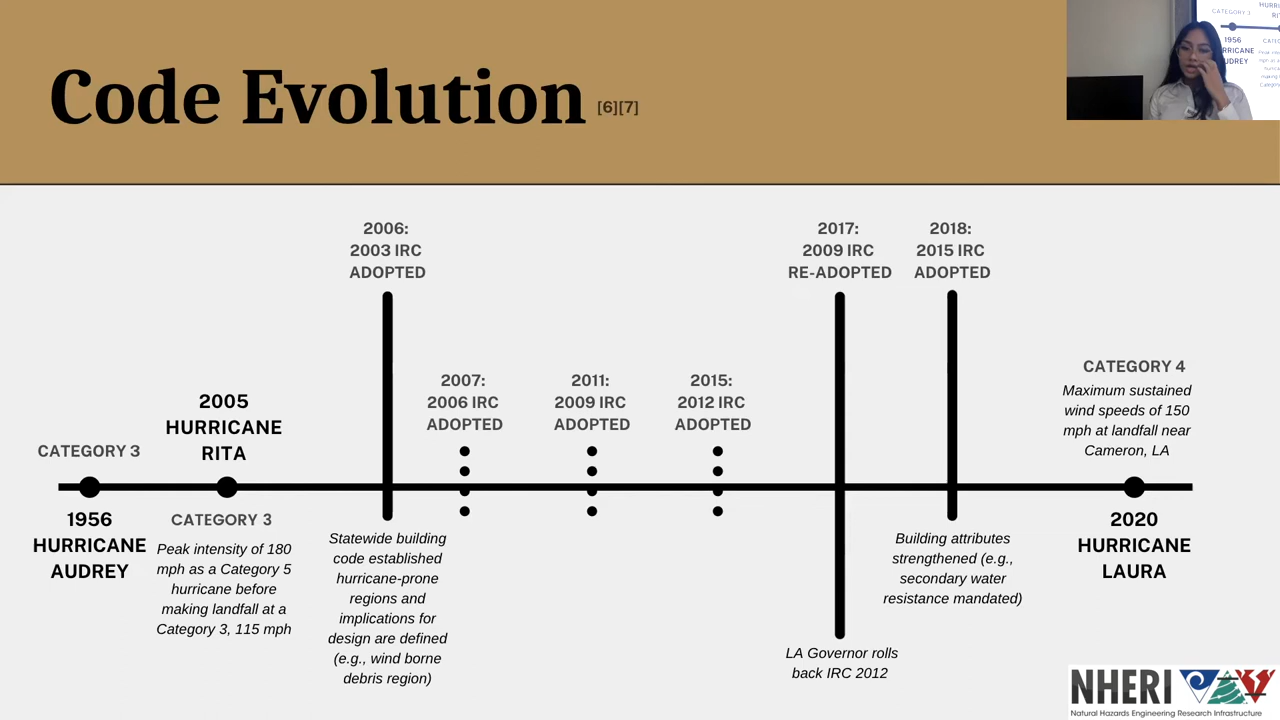 Code Evolution [6][7]
CATEGORY 3
1956
HURRICANE
AUDREY
2005
HURRICANE
RITA
CATEGORY 3
Peak intensity of 180
mph as a Category 5
hurricane before
making landfall at a
Category 3, 115 mph
2006:
2003 IRC
ADOPTED
Statewide building
code established
hurricane-prone
regions and
implications for
design are defined
(e.g., wind borne
debris region)
2007:
2006 IRC
ADOPTED
2011:
2009 IRC
ADOPTED
2015:
2012 IRC
ADOPTED
2017:
2009 IRC
RE-ADOPTED
LA Governor rolls
back IRC 2012
2018:
2015 IRC
ADOPTED
Building attributes
strengthened (e.g.,
secondary water
resistance mandated)
CATEGORY 4
Maximum sustained
wind speeds of 150
mph at landfall near
Cameron, LA
2020
HURRICANE
LAURA
NHERI
Natural Hazards Engineering Research Infrastructure
CATEGORY 3
1956